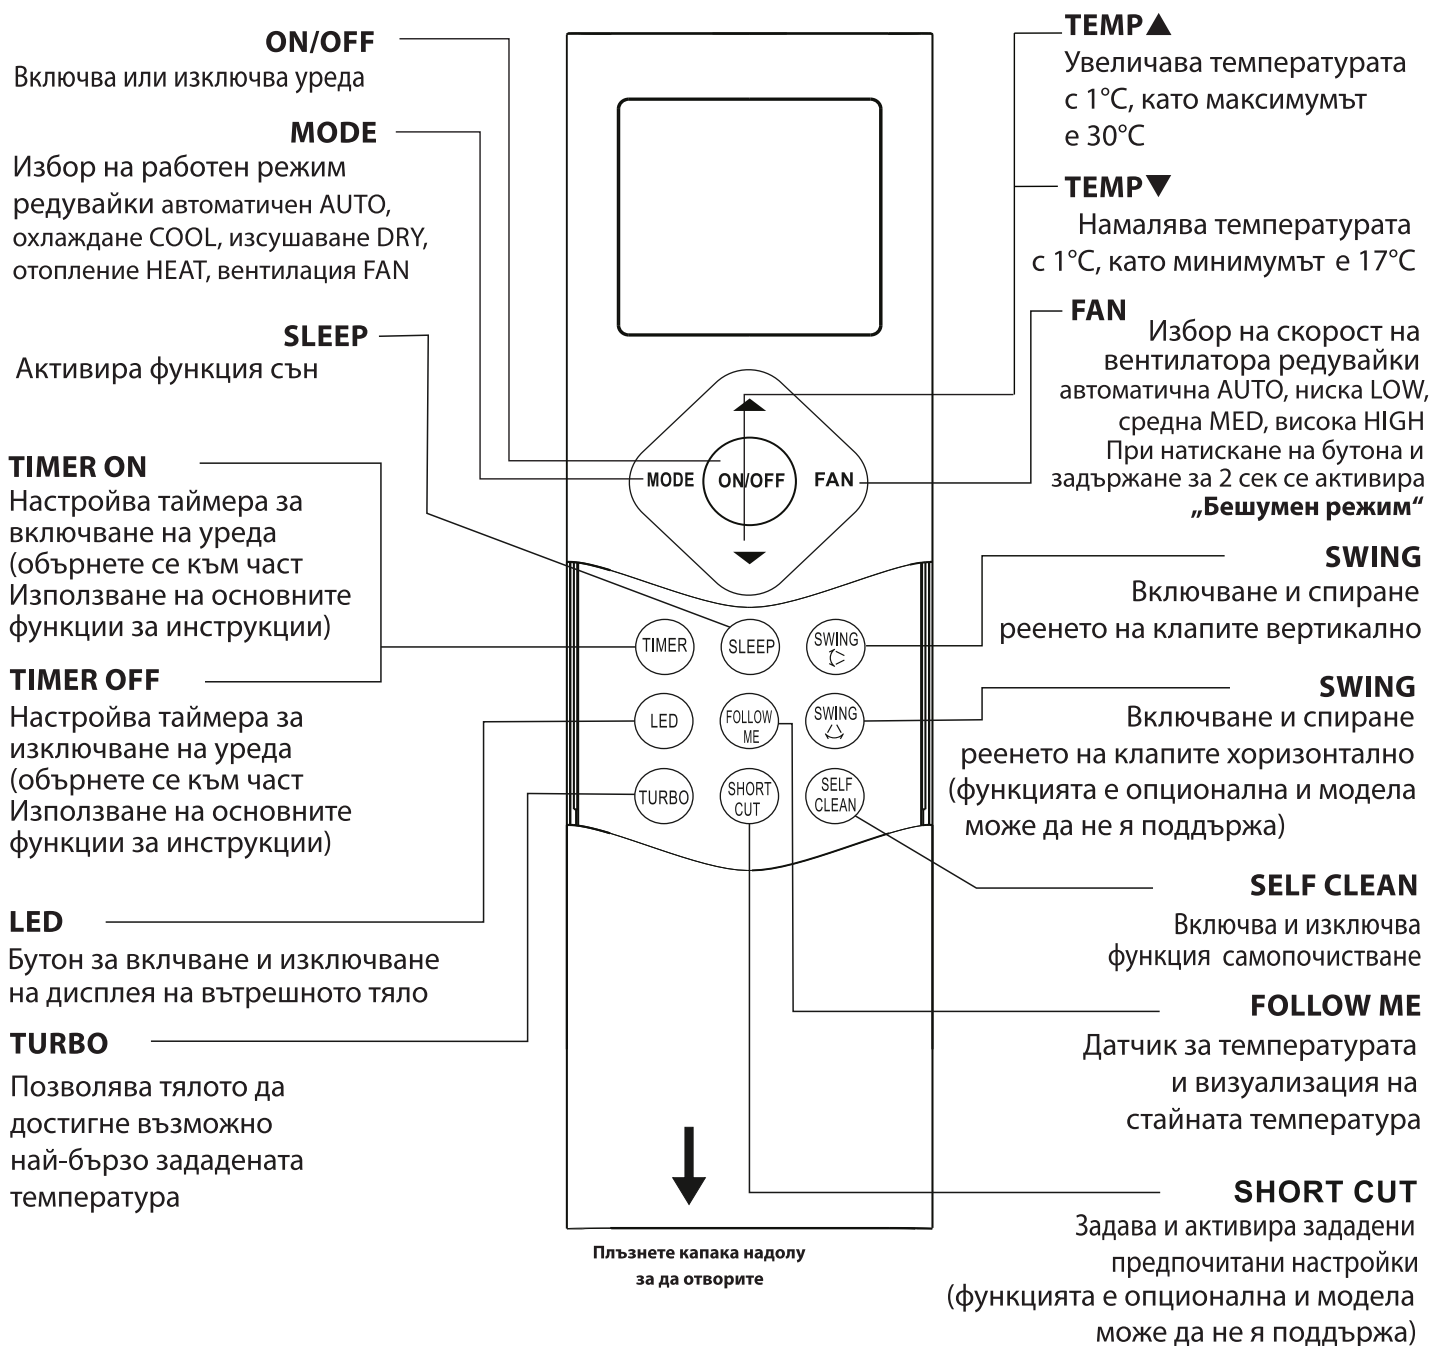 ON/OFF
Включва или изключва уреда
MODE
Избор на работен режим
редувайки автоматичен AUTO,
охлаждане COOL, изсушаване DRY,
отопление HEAT, вентилация FAN
SLEEP
Активира функция сън
TIMER ON
Настройва таймера за
включване на уреда
(обърнете се към част
Използване на основните
функции за инструкции)
TIMER OFF
Настройва таймера за
изключване на уреда
(обърнете се към част
Използване на основните
функции за инструкции)
LED
Бутон за вклчване и изключване
на дисплея на вътрешното тяло
TURBO
Позволява тялото да
достигне възможно
най-бързо зададената
температура
MODE ON/OFF FAN
TIMER SLEEP SWING
LED FOLLOW ME SWING
TURBO SHORT CUT SELF CLEAN
Плъзнете капака надолу
за да отворите
TEMP▲
Увеличава температурата
с 1°C, като максимумът
е 30°C
TEMP▼
Намалява температурата
с 1°C, като минимумът е 17°C
FAN
Избор на скорост на
вентилатора редувайки
автоматична AUTO, ниска LOW,
средна MED, висока HIGH
При натискане на бутона и
задържане за 2 сек се активира
„Бешумен режим“
SWING
Включване и спиране
реенето на клапите вертикално
SWING
Включване и спиране
реенето на клапите хоризонтално
(функцията е опционална и модела
може да не я поддържа)
SELF CLEAN
Включва и изключва
функция самопочистване
FOLLOW ME
Датчик за температурата
и визуализация на
стайната температура
SHORT CUT
Задава и активира зададени
предпочитани настройки
(функцията е опционална и модела
може да не я поддържа)